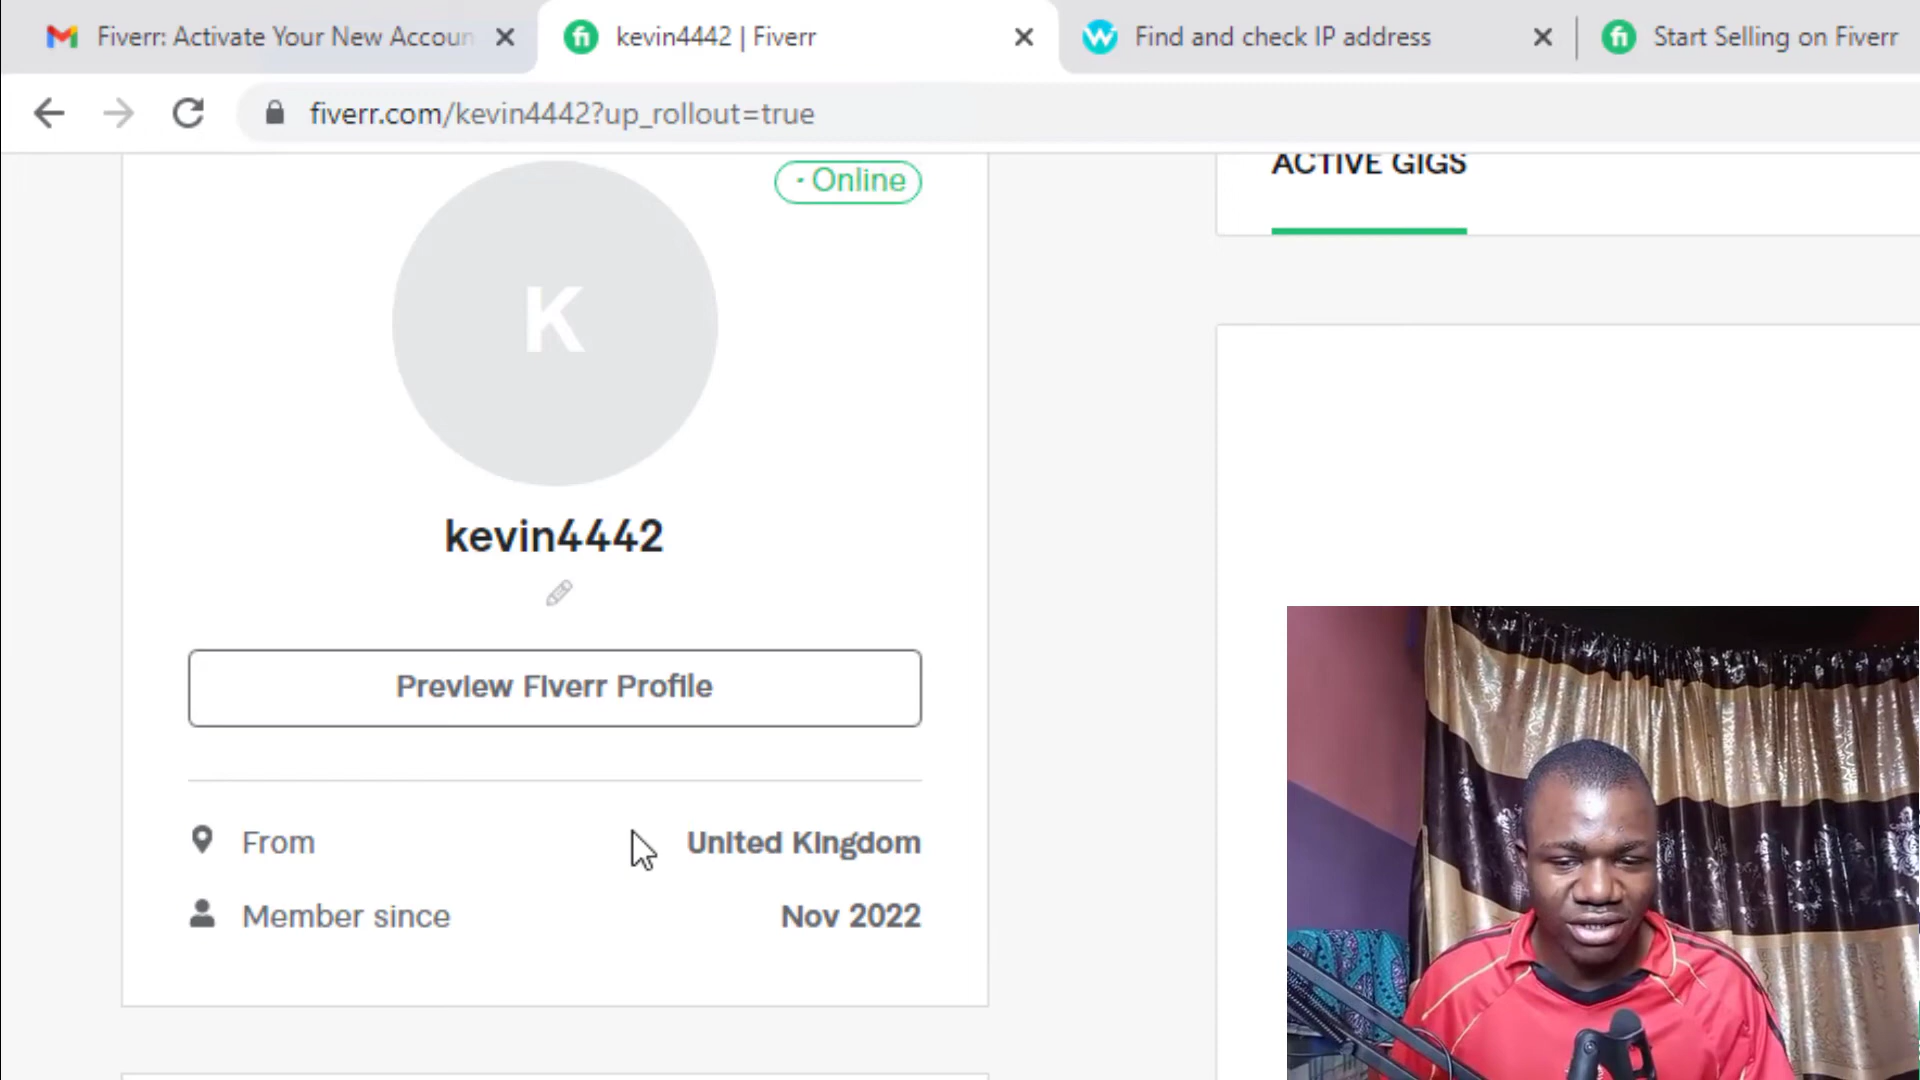 Fiverr: Activate Your New Accoun
kevin4442 | Fiverr
Find and check IP address
Start Selling on Fiverr
fiverr.com/kevin4442?up_rollout=true
Online
ACTIVE GIGS
K
kevin4442
Preview Fiverr Profile
From United Kingdom
Member since Nov 2022